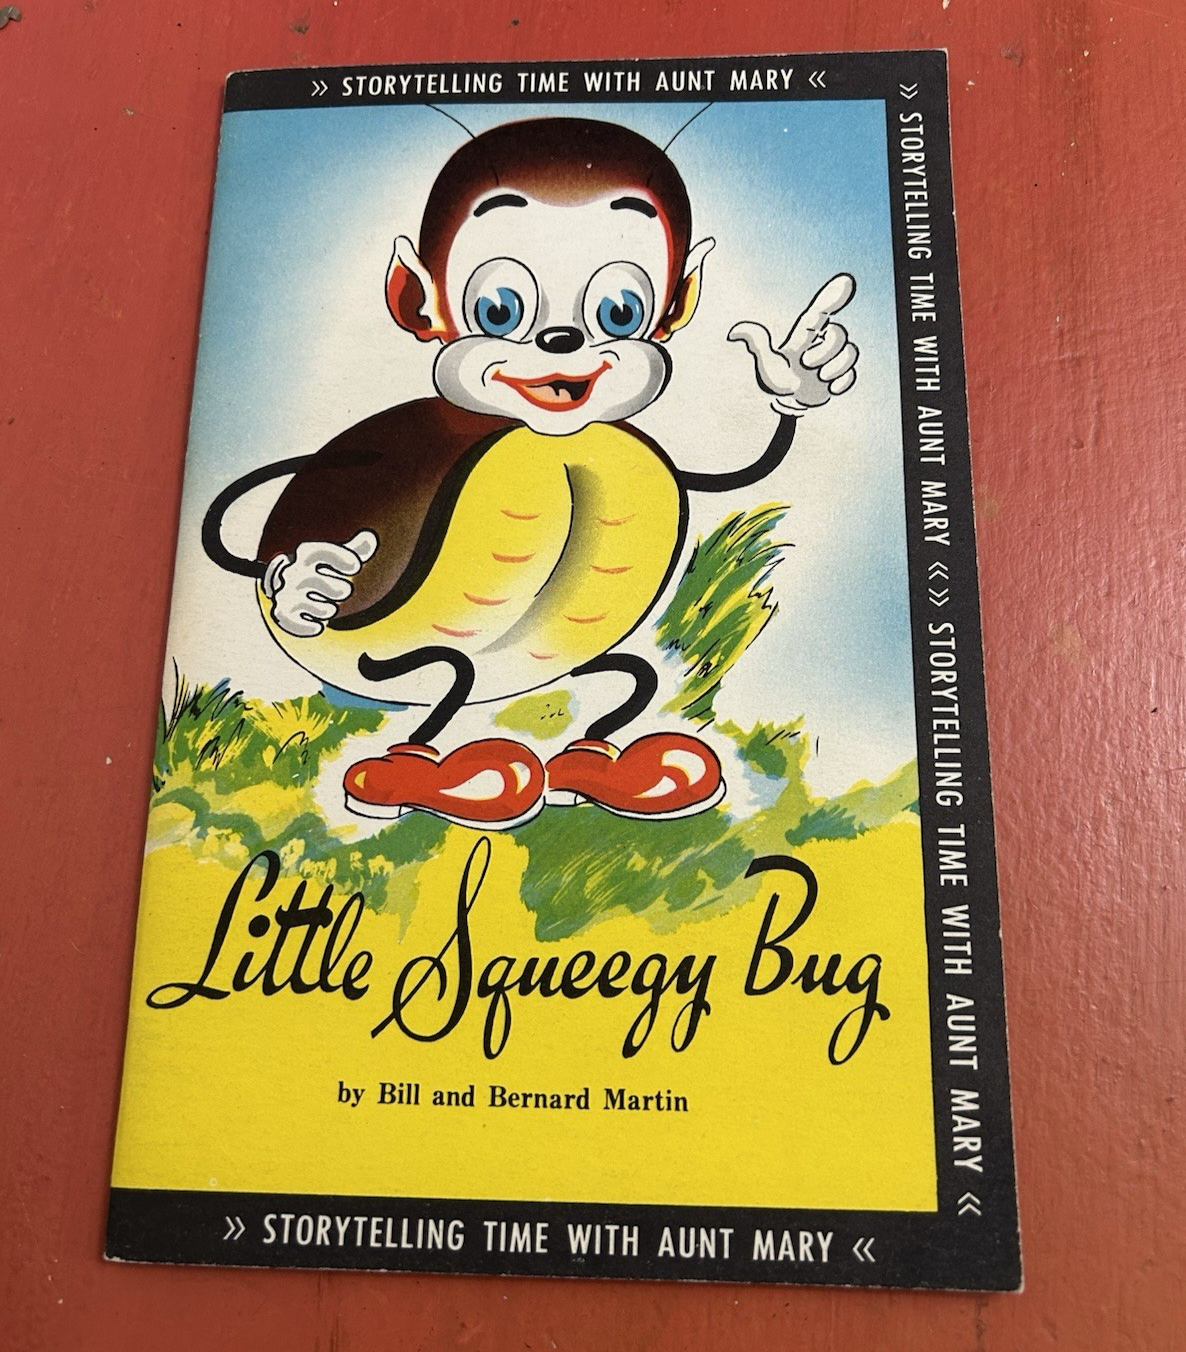 » STORYTELLING TIME WITH AUNT MARY «
» STORYTELLING TIME WITH AUNT MARY «» STORYTELLING TIME WITH AUNT MARY «
Little Squeegy Bug
by Bill and Bernard Martin
» STORYTELLING TIME WITH AUNT MARY «